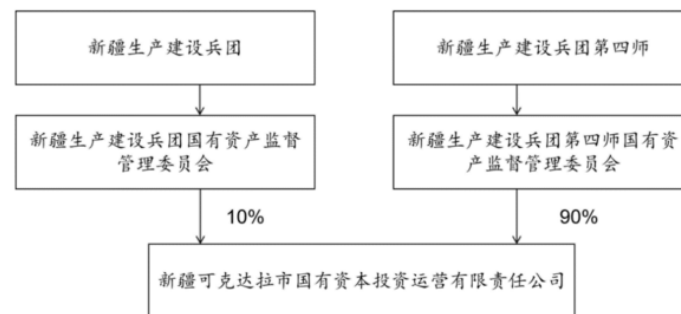 新疆生产建设兵团
新疆生产建设兵团第四师
新疆生产建设兵团国有资产监督
管理委员会
新疆生产建设兵团第四师国有资
产监督管理委员会
10%
90%
新疆可克达拉市国有资本投资运营有限责任公司